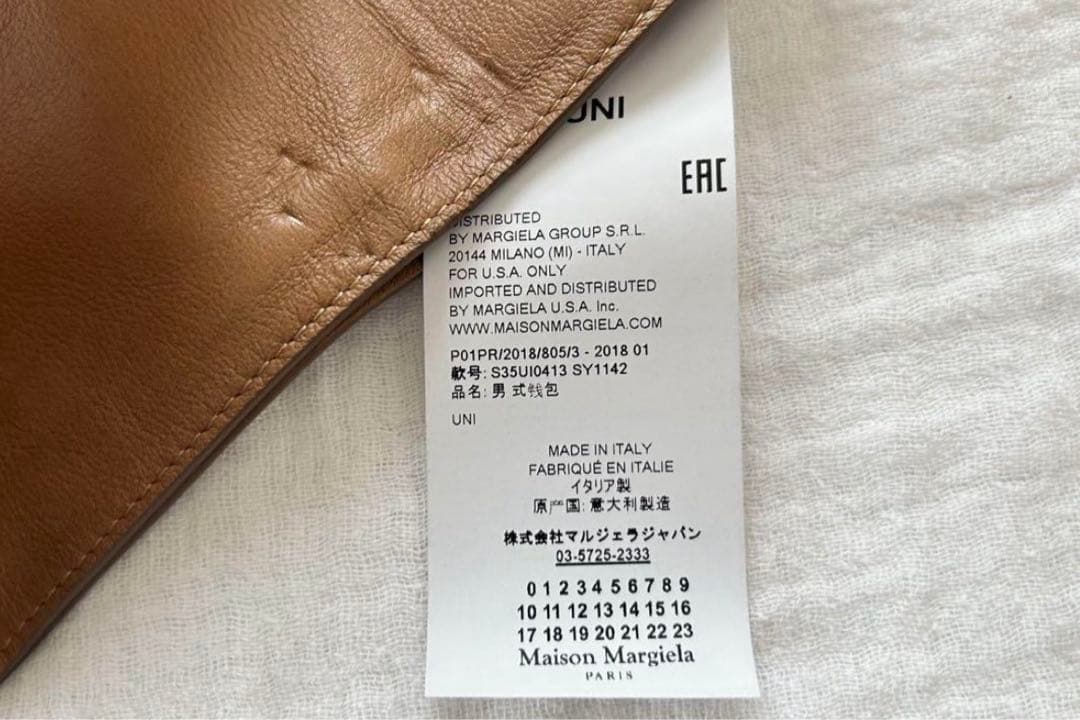 UNI
EAC
DISTRIBUTED
BY MARGIELA GROUP S.R.L.
20144 MILANO (MI) - ITALY
FOR U.S.A. ONLY
IMPORTED AND DISTRIBUTED
BY MARGIELA U.S.A. Inc.
WWW.MAISONMARGIELA.COM
P01PR/2018/805/3 - 2018 01
款号: S35UI0413 SY1142
品名: 男 式钱包
UNI
MADE IN ITALY
FABRIQUÉ EN ITALIE
イタリア製
原产国: 意大利製造
株式会社マルジェラジャパン
03-5725-2333
0 1 2 3 4 5 6 7 8 9
10 11 12 13 14 15 16
17 18 19 20 21 22 23
Maison Margiela
PARIS